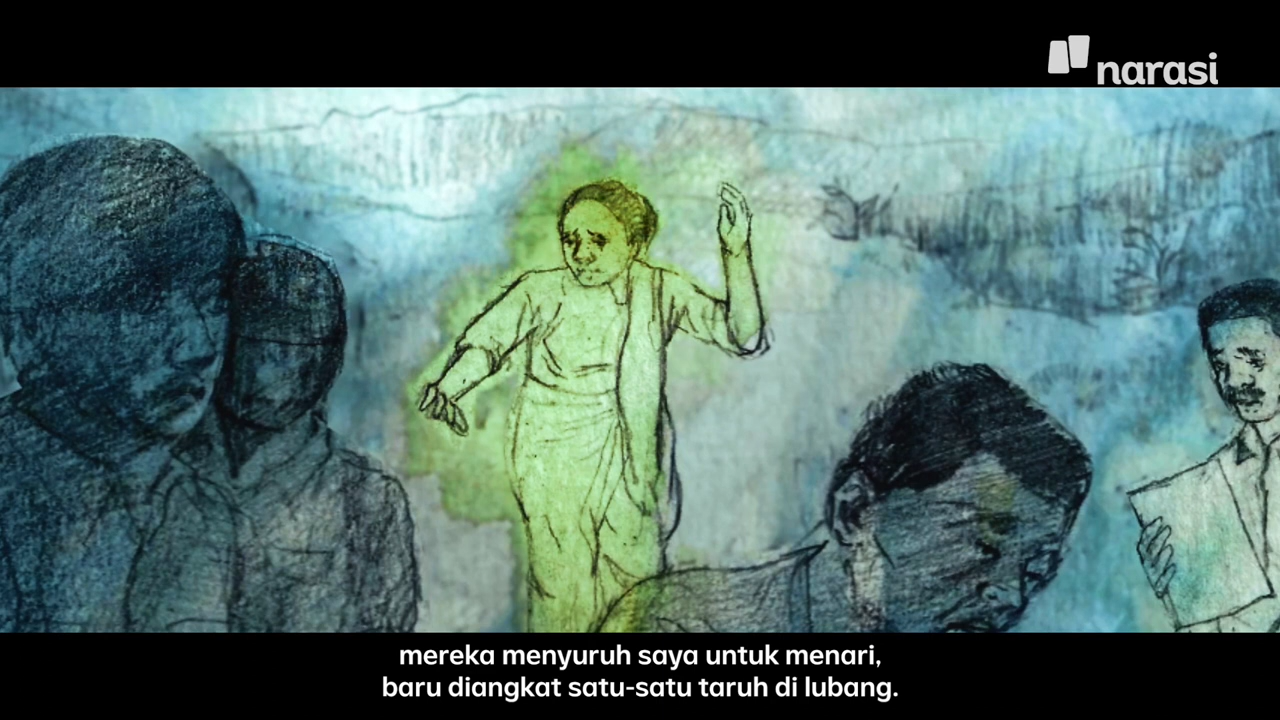 narasi
mereka menyuruh saya untuk menari,
baru diangkat satu-satu taruh di lubang.